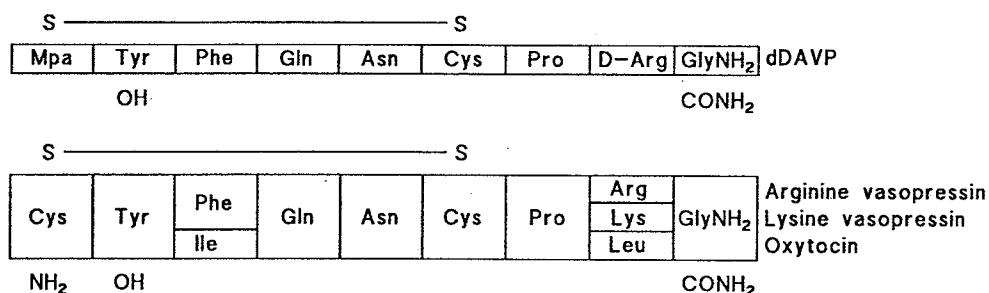 S S
Mpa Tyr Phe Gln Asn Cys Pro D-Arg GlyNH₂ dDAVP
OH CONH₂
S S
Arg Arginine vasopressin
Phe
Cys Tyr Gln Asn Cys Pro Lys GlyNH₂ Lysine vasopressin
Ile Leu Oxytocin
NH₂ OH CONH₂